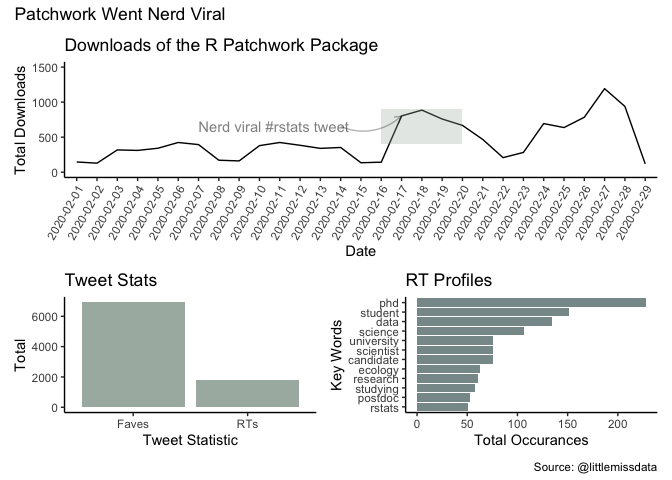 Patchwork Went Nerd Viral
Downloads of the R Patchwork Package
Total Downloads
1500
1000
500
0
Nerd viral #rstats tweet
2020-02-01
2020-02-02
2020-02-03
2020-02-04
2020-02-05
2020-02-06
2020-02-07
2020-02-08
2020-02-09
2020-02-10
2020-02-11
2020-02-12
2020-02-13
2020-02-14
2020-02-15
2020-02-16
2020-02-17
2020-02-18
2020-02-19
2020-02-20
2020-02-21
2020-02-22
2020-02-23
2020-02-24
2020-02-25
2020-02-26
2020-02-27
2020-02-28
2020-02-29
Date
Tweet Stats
Total
6000
4000
2000
0
Faves
RTs
Tweet Statistic
RT Profiles
Key Words
phd
student
data
science
university
scientist
candidate
ecology
research
studying
postdoc
rstats
0
50
100
150
200
Total Occurances
Source: @littlemissdata